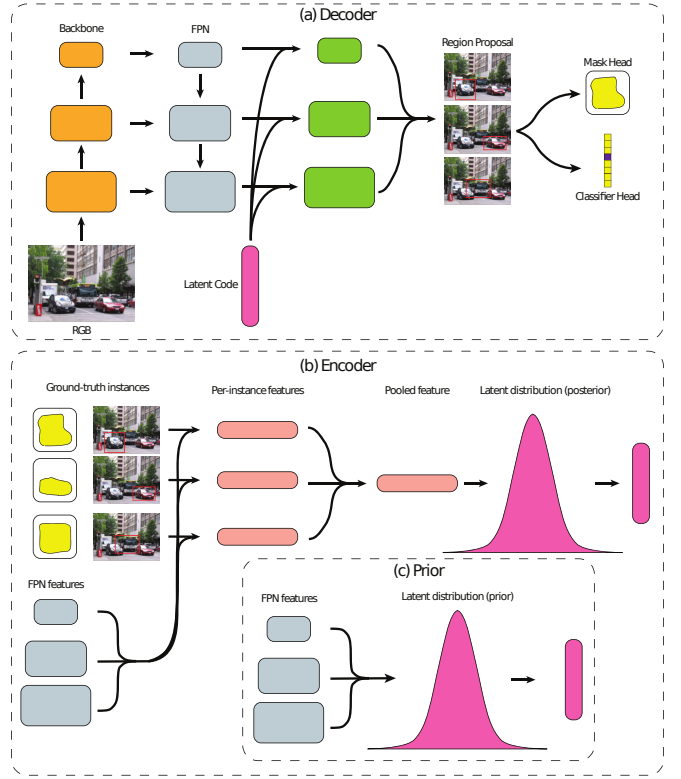 (a) Decoder
Backbone
FPN
Region Proposal
Mask Head
Classifier Head
Latent Code
RGB
(b) Encoder
Ground-truth instances
Per-instance features
Pooled feature
Latent distribution (posterior)
FPN features
(c) Prior
FPN features
Latent distribution (prior)